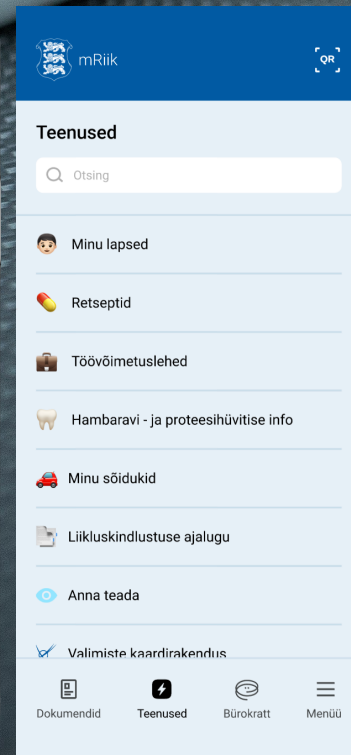 mRiik
QR
Teenused
Otsing
Minu lapsed
Retseptid
Töövõimetuslehed
Hambaravi - ja proteesihüvitise info
Minu sõidukid
Liikluskindlustuse ajalugu
Anna teada
Valimiste kaardirakendus
Dokumendid
Teenused
Bürokratt
Menüü